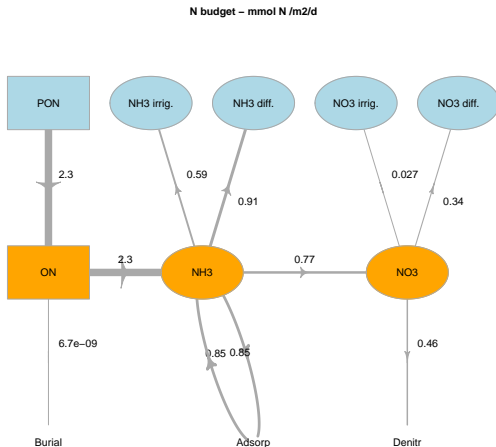 N budget − mmol N /m2/d
PON
NH3 irrig.
NH3 diff.
NO3 irrig.
NO3 diff.
2.3
0.59
0.91
0.027
0.34
ON
2.3
NH3
0.77
NO3
6.7e−09
0.85
0.85
0.46
Burial
Adsorp
Denitr